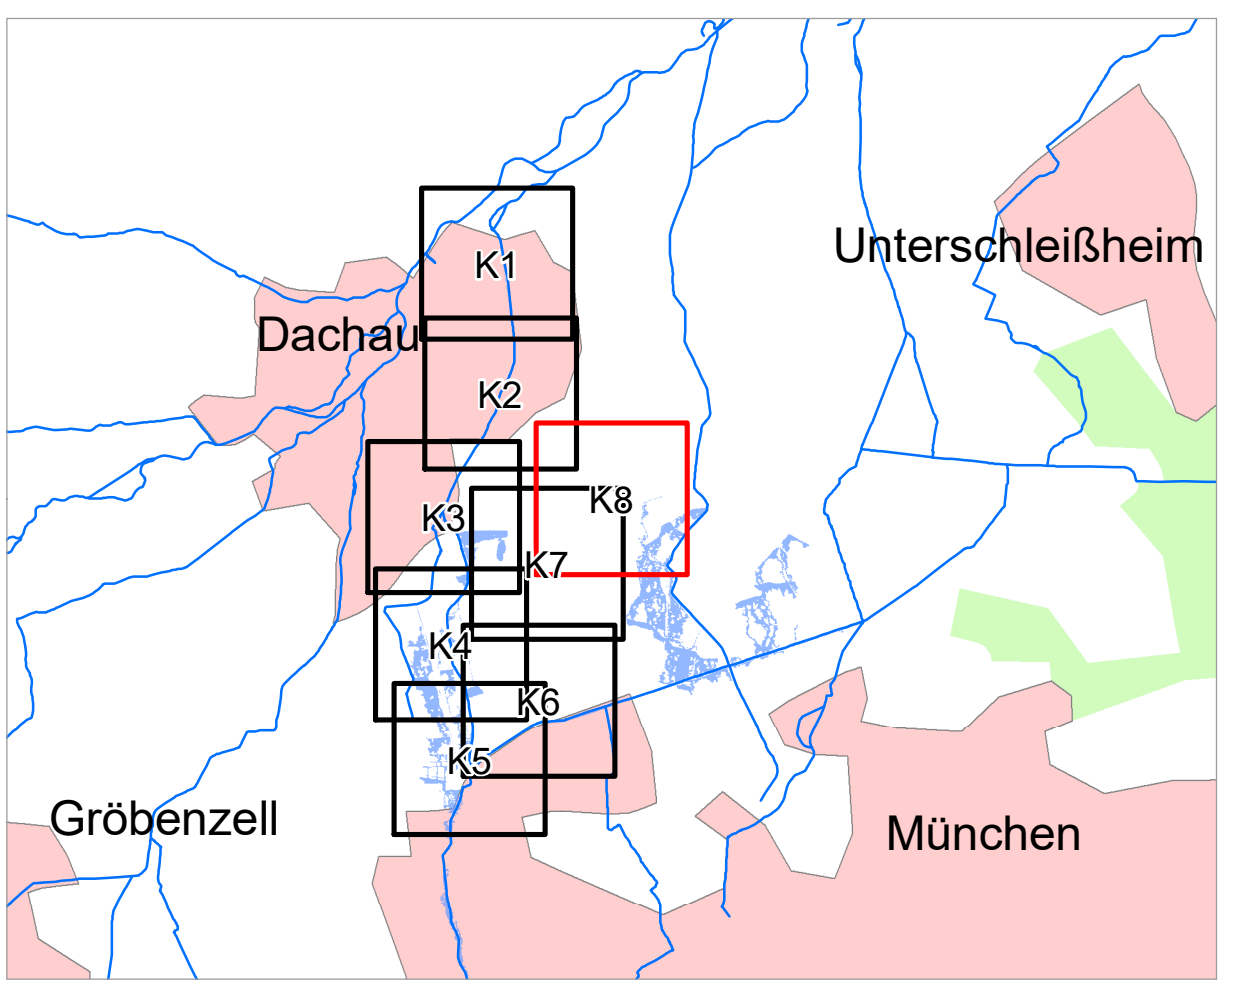 Unterschleißheim
K1
Dachau
K2
K8
K3
K7
K4
K6
K5
Gröbenzell
München